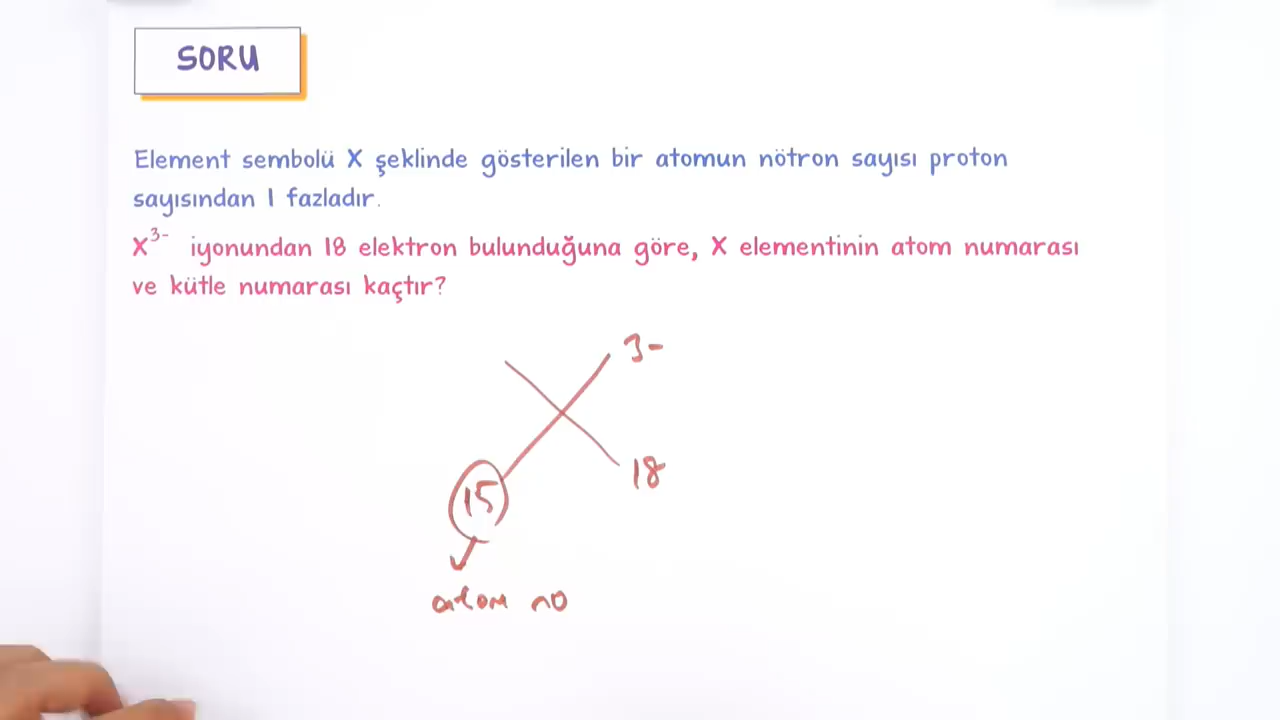 SORU
Element sembolü X şeklinde gösterilen bir atomun nötron sayısı proton
sayısından 1 fazladır.
X³⁻ iyonundan 18 elektron bulunduğuna göre, X elementinin atom numarası
ve kütle numarası kaçtır?
3-
18
15
atom no